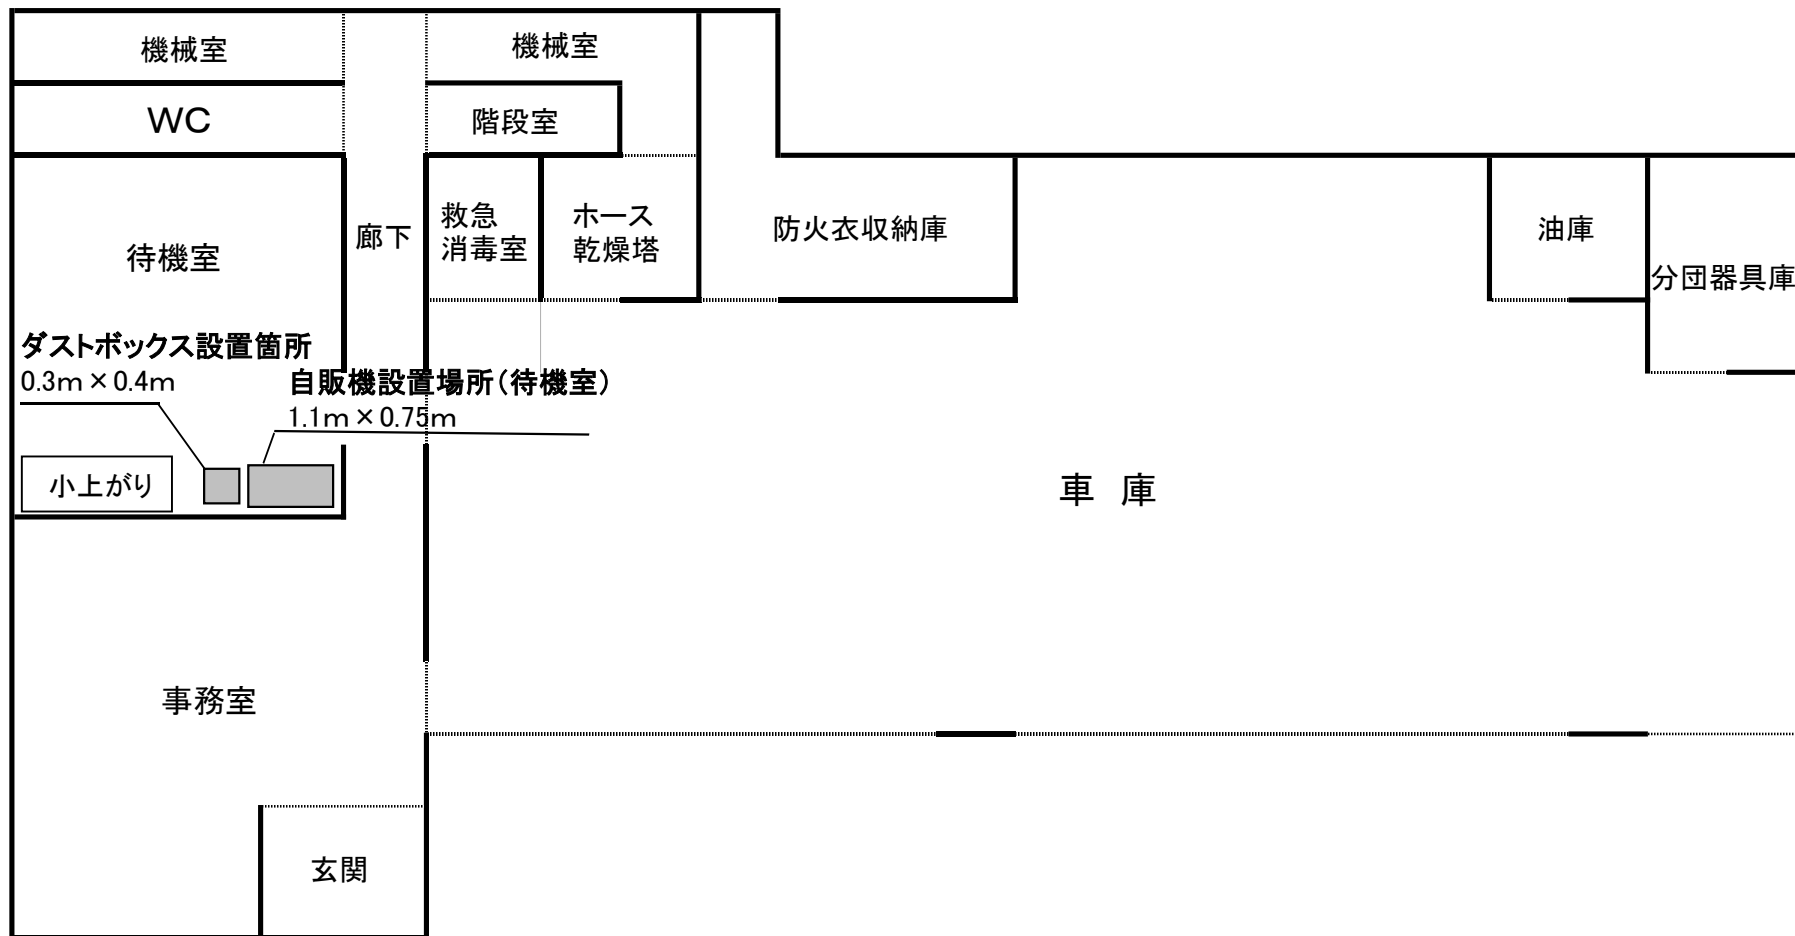 機械室
機械室
WC
階段室
待機室
廊下
救急
消毒室
ホース
乾燥塔
防火衣収納庫
油庫
分団器具庫
ダストボックス設置箇所
0.3m×0.4m
自販機設置場所(待機室)
1.1m×0.75m
小上がり
車 庫
事務室
玄関